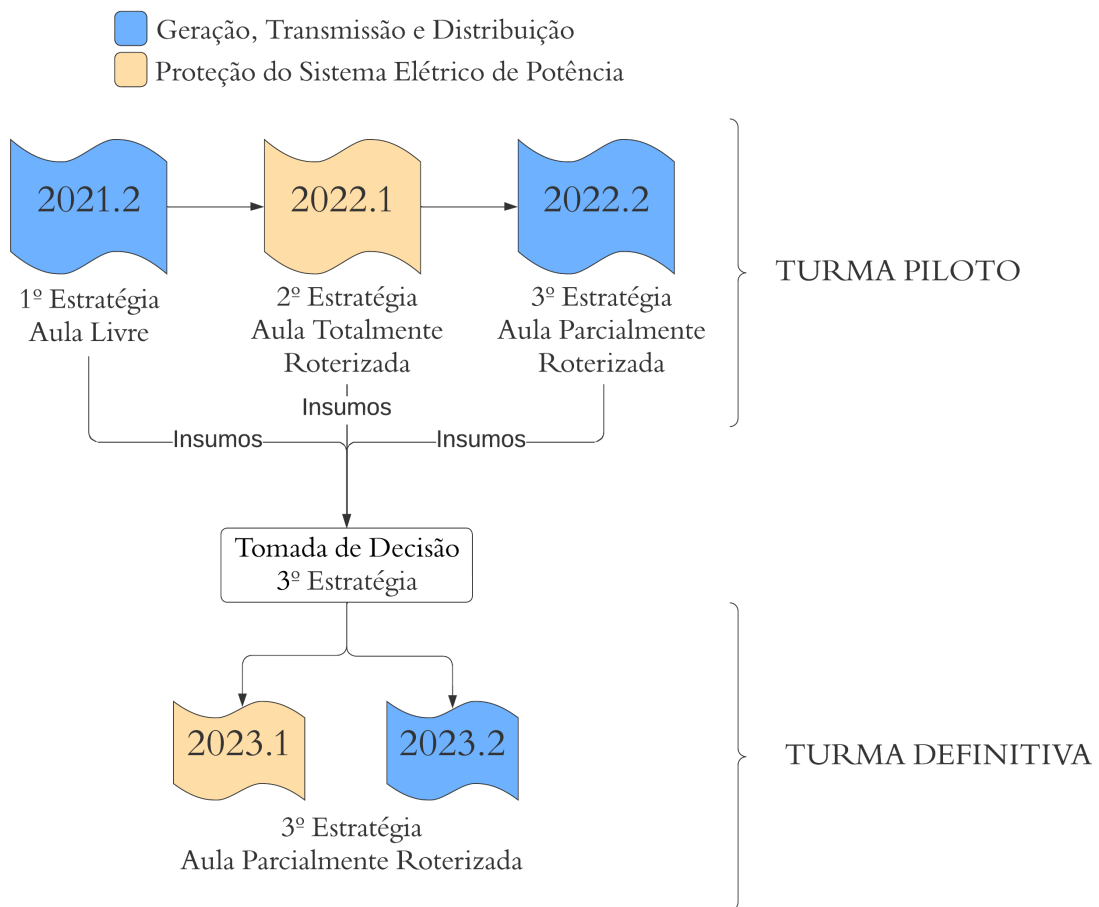 Geração, Transmissão e Distribuição
Proteção do Sistema Elétrico de Potência
2021.2
2022.1
2022.2
1º Estratégia
Aula Livre
2º Estratégia
Aula Totalmente
Roterizada
3º Estratégia
Aula Parcialmente
Roterizada
TURMA PILOTO
Insumos
Insumos
Insumos
Tomada de Decisão
3º Estratégia
2023.1
2023.2
TURMA DEFINITIVA
3º Estratégia
Aula Parcialmente Roterizada